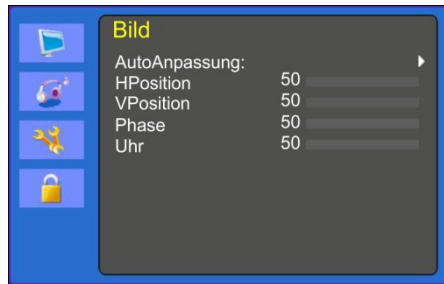 Bild
AutoAnpassung:
HPosition 50
VPosition 50
Phase 50
Uhr 50